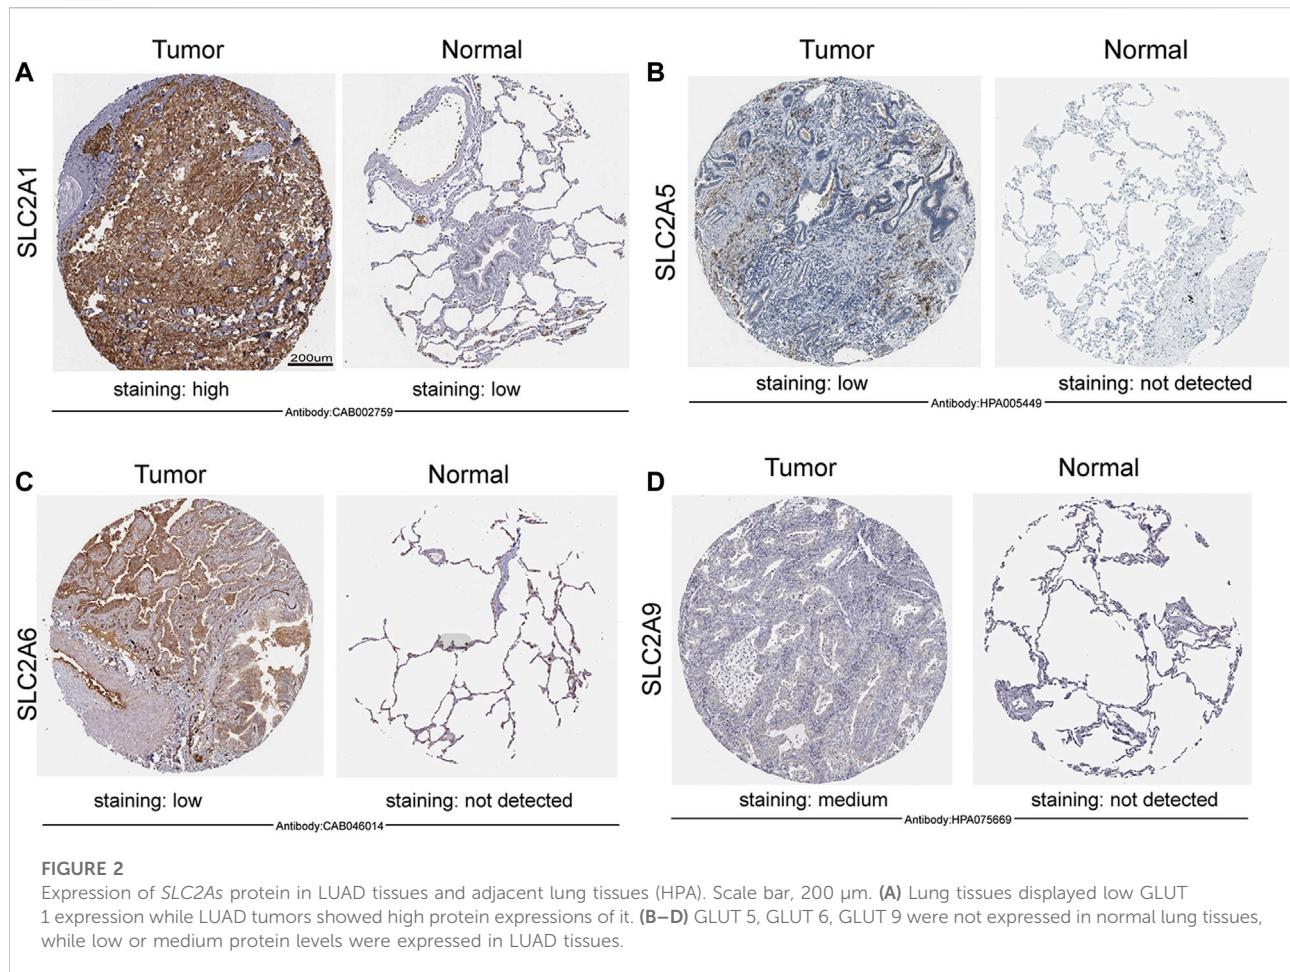 Tumor Normal
A
SLC2A1
200um
staining: high staining: low
Antibody:CAB002759
Tumor Normal
B
SLC2A5
staining: low staining: not detected
Antibody:HPA005449
Tumor Normal
C
SLC2A6
staining: low staining: not detected
Antibody:CAB046014
Tumor Normal
D
SLC2A9
staining: medium staining: not detected
Antibody:HPA075669
FIGURE 2
Expression of SLC2As protein in LUAD tissues and adjacent lung tissues (HPA). Scale bar, 200 µm. (A) Lung tissues displayed low GLUT
1 expression while LUAD tumors showed high protein expressions of it. (B–D) GLUT 5, GLUT 6, GLUT 9 were not expressed in normal lung tissues,
while low or medium protein levels were expressed in LUAD tissues.